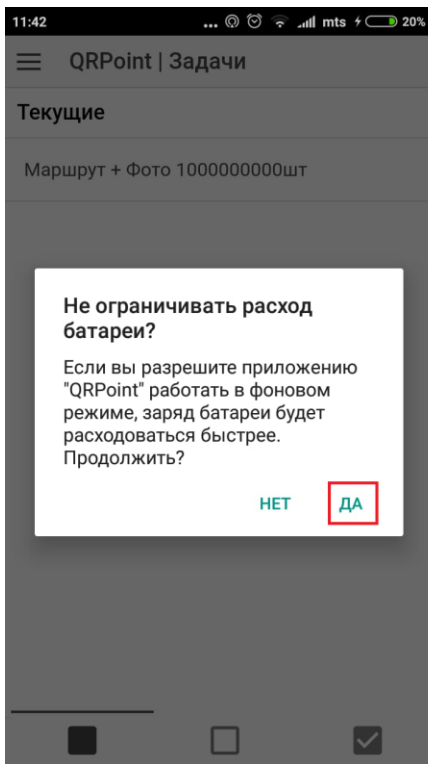 11:42 ... mts 20%
QRPoint | Задачи
Текущие
Маршрут + Фото 1000000000шт
Не ограничивать расход
батареи?
Если вы разрешите приложению
"QRPoint" работать в фоновом
режиме, заряд батареи будет
расходоваться быстрее.
Продолжить?
НЕТ ДА